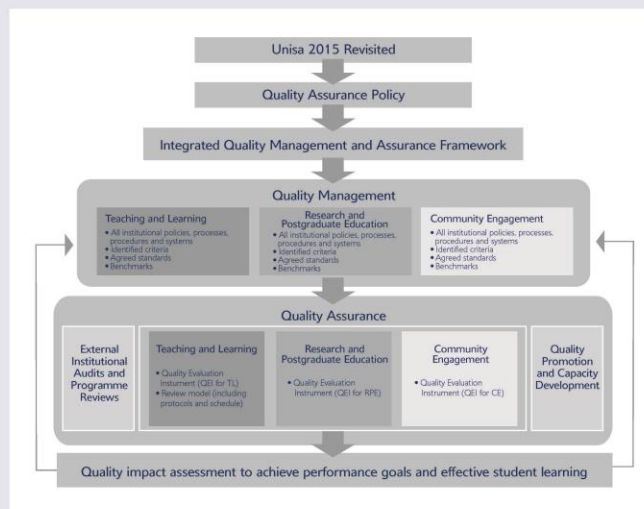 Unisa 2015 Revisited
Quality Assurance Policy
Integrated Quality Management and Assurance Framework
Quality Management
Teaching and Learning
• All institutional policies, processes,
procedures and systems
• Identified criteria
• Agreed standards
• Benchmarks
Research and
Postgraduate Education
• All institutional policies, processes,
procedures and systems
• Identified criteria
• Agreed standards
• Benchmarks
Community Engagement
• All institutional policies, processes,
procedures and systems
• Identified criteria
• Agreed standards
• Benchmarks
Quality Assurance
External
Institutional
Audits and
Programme
Reviews
Teaching and Learning
• Quality Evaluation
Instument (QEI for TL)
• Review model (including
protocols and schedule)
Research and
Postgraduate Education
• Quality Evaluation
Instrument (QEI for RPE)
Community
Engagement
• Quality Evaluation
Instrument (QEI for CE)
Quality
Promotion
and Capacity
Development
Quality impact assessment to achieve performance goals and effective student learning